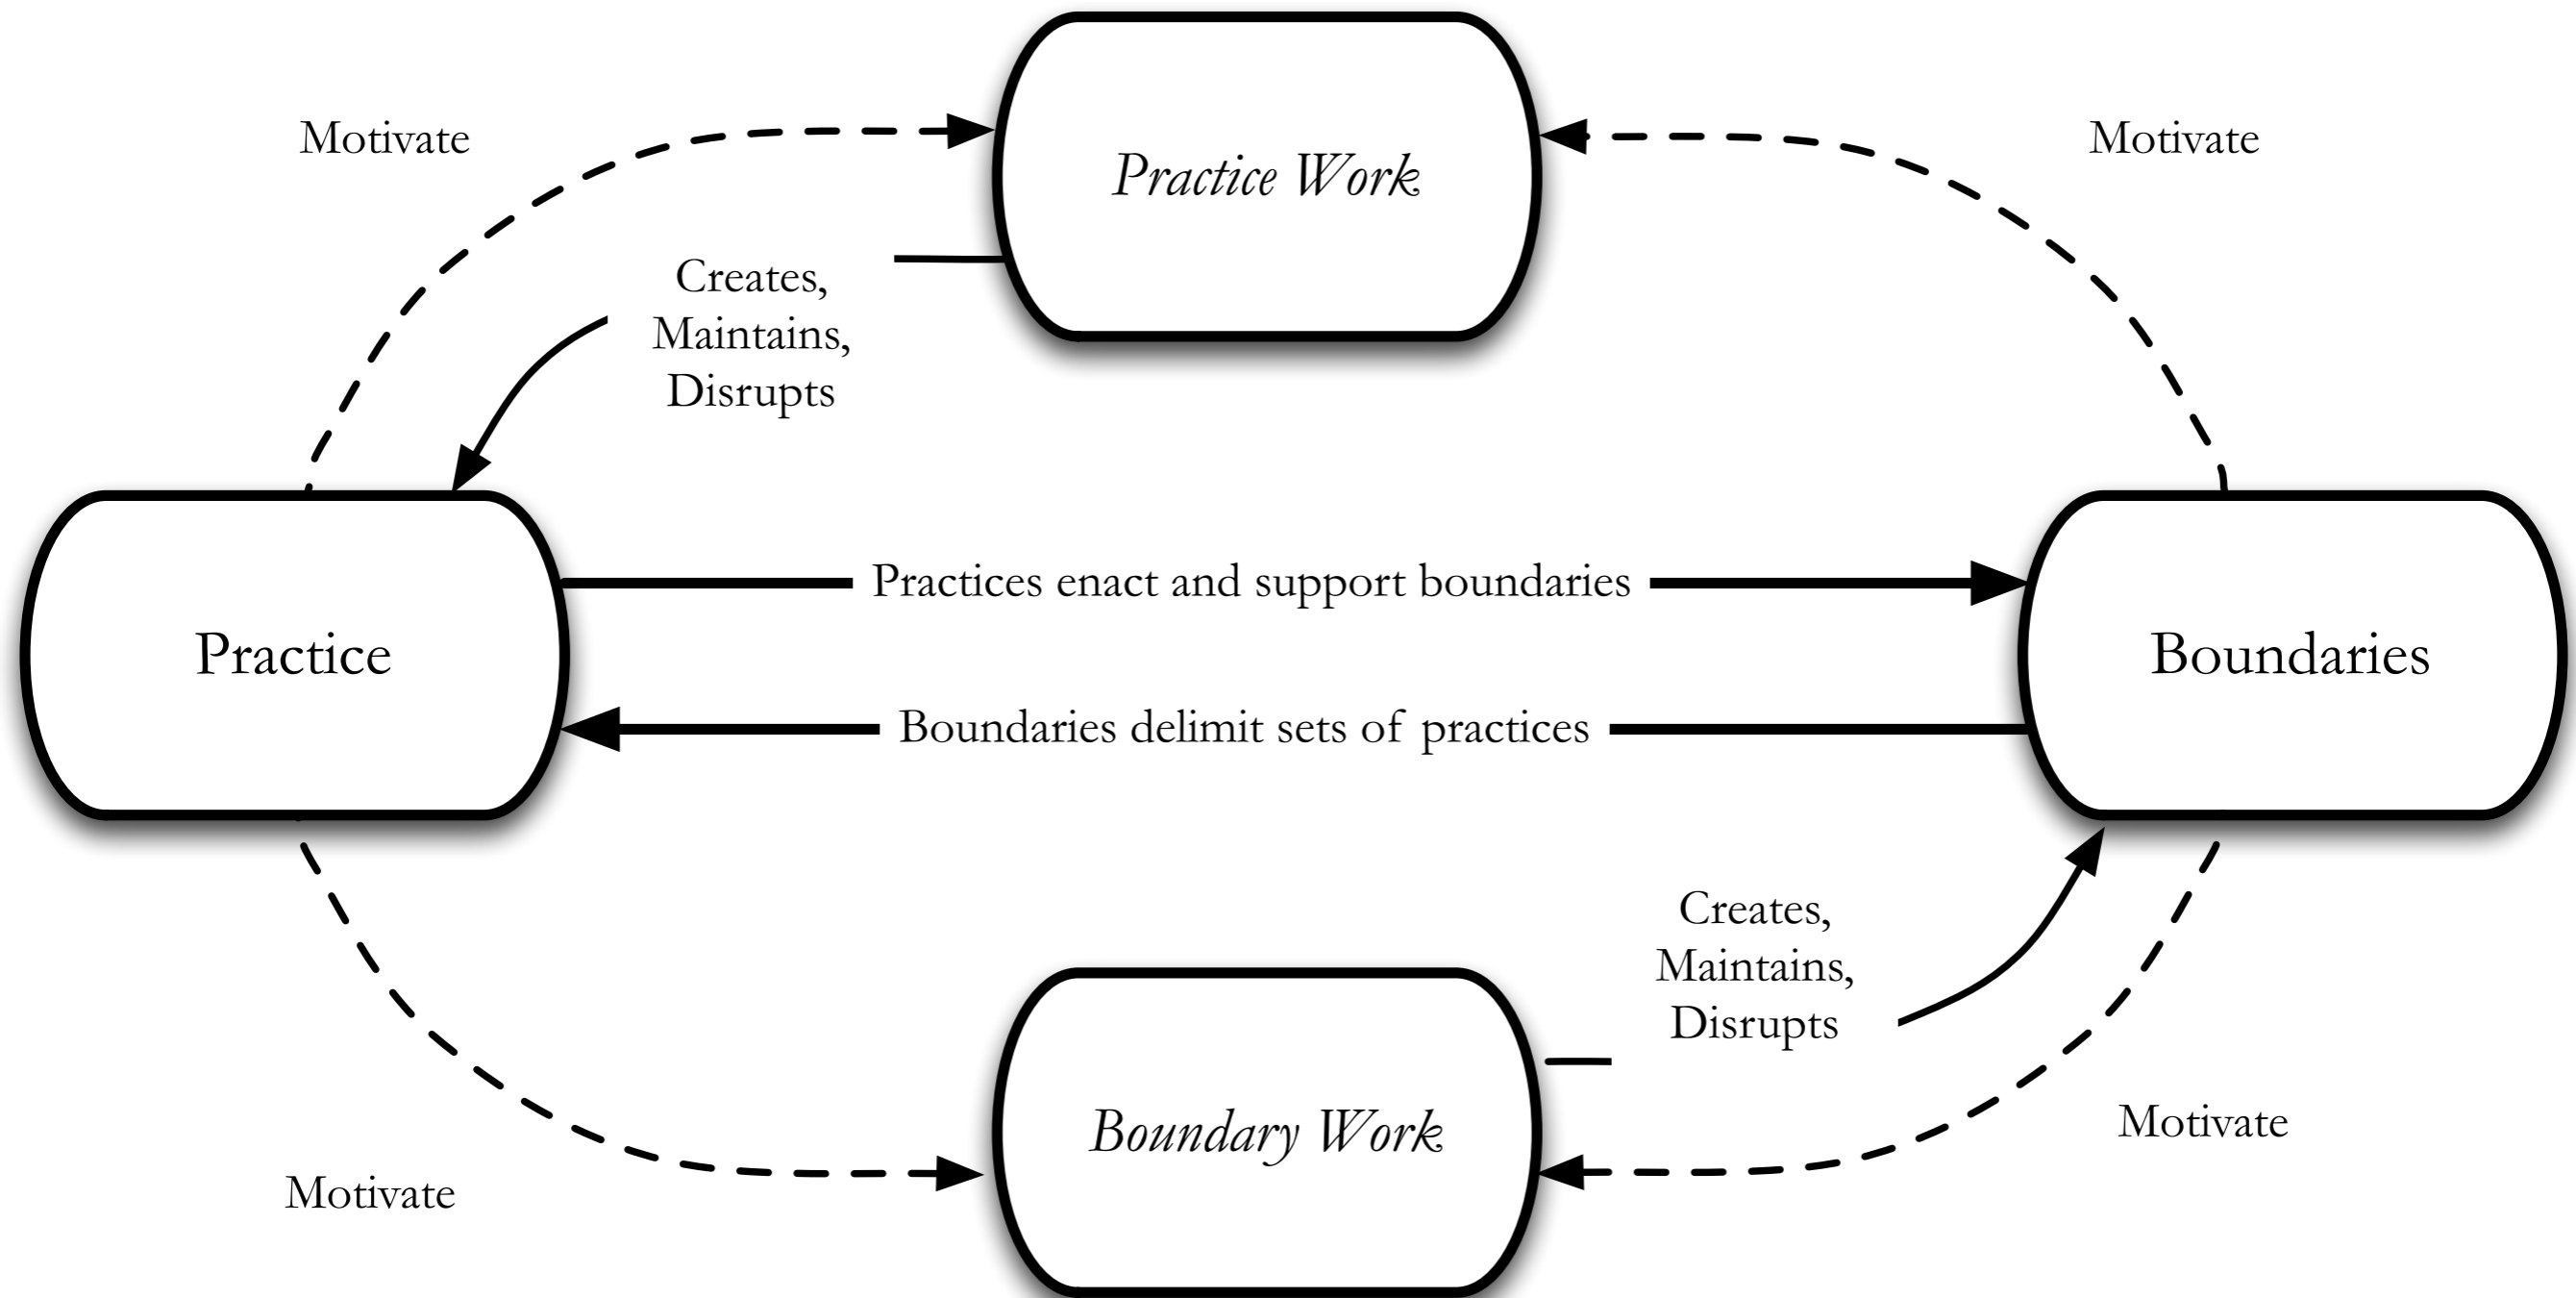 Motivate
Motivate
Practice Work
Creates,
Maintains,
Disrupts
Practices enact and support boundaries
Practice
Boundaries
Boundaries delimit sets of practices
Creates,
Maintains,
Disrupts
Boundary Work
Motivate
Motivate